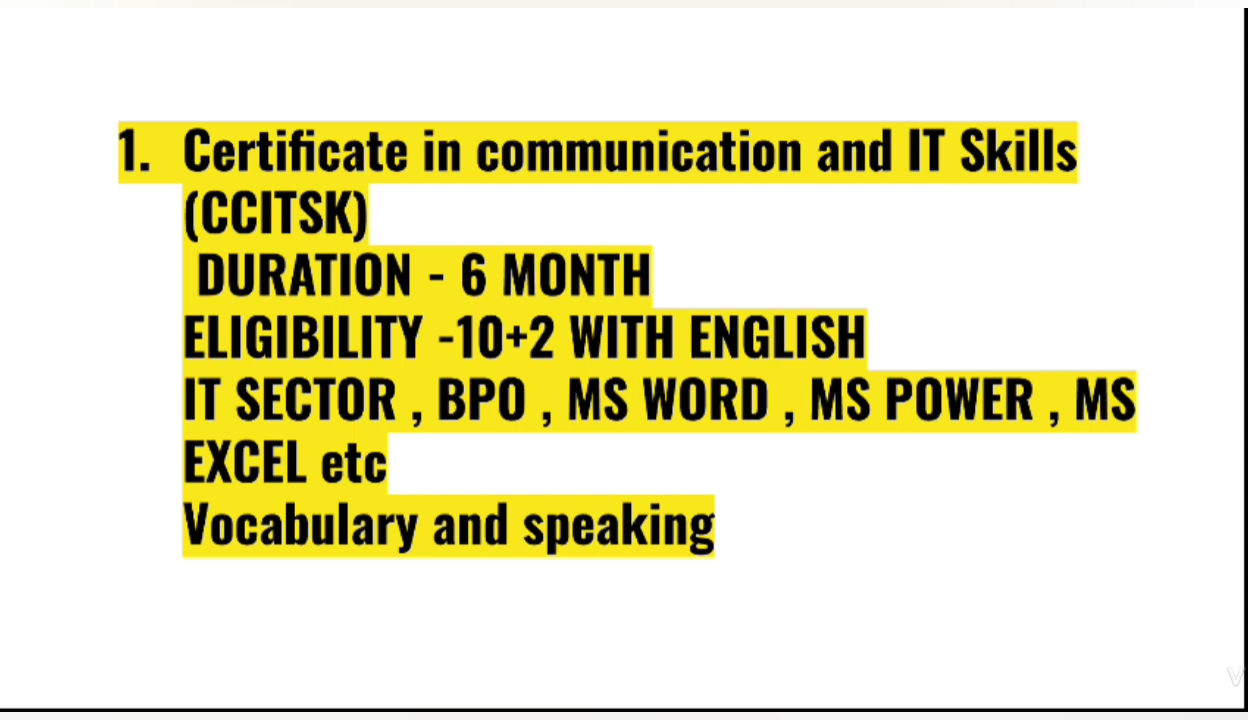 1. Certificate in communication and IT Skills
(CCITSK)
DURATION - 6 MONTH
ELIGIBILITY -10+2 WITH ENGLISH
IT SECTOR , BPO , MS WORD , MS POWER , MS
EXCEL etc
Vocabulary and speaking